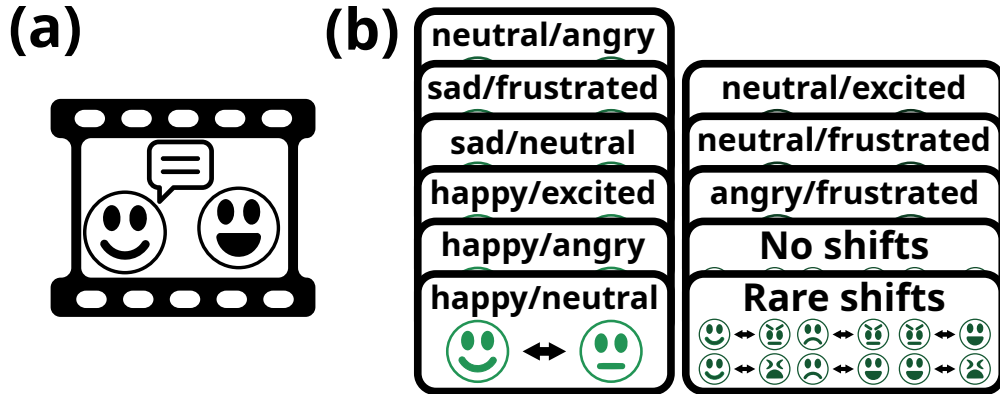 (a)
(b)
neutral/angry
sad/frustrated
sad/neutral
happy/excited
happy/angry
happy/neutral
neutral/excited
neutral/frustrated
angry/frustrated
No shifts
Rare shifts